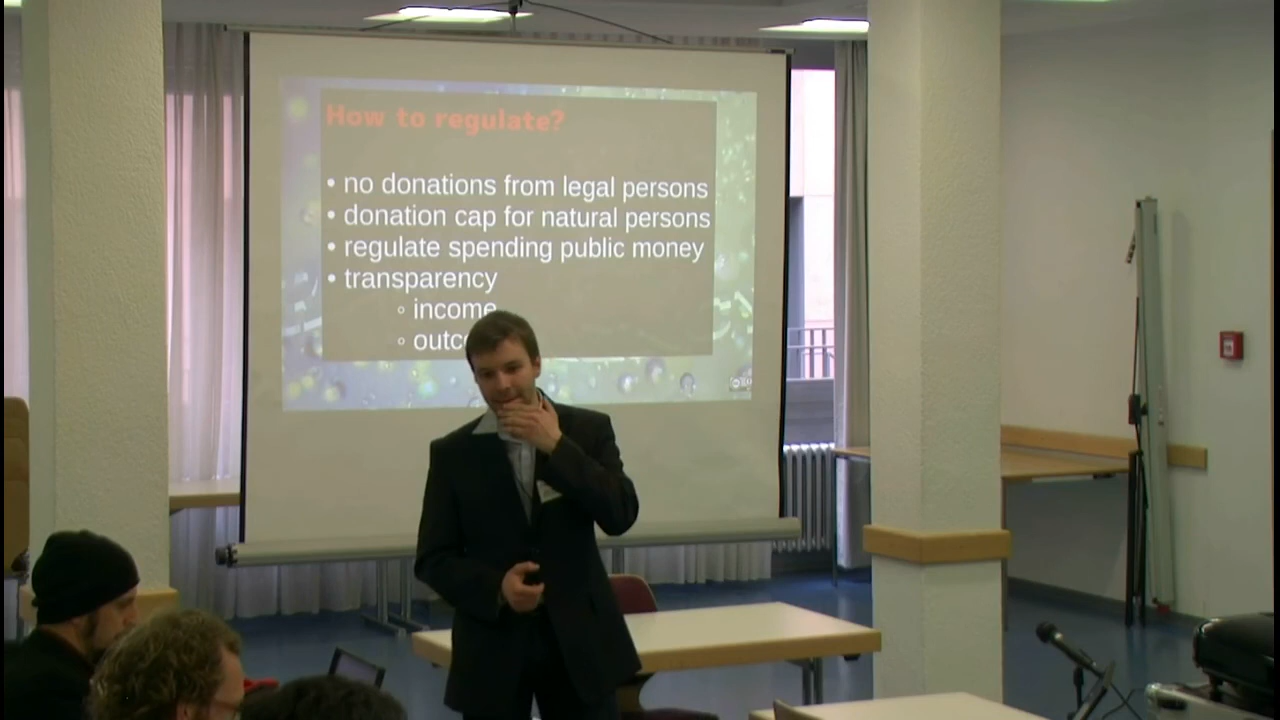 How to regulate?
• no donations from legal persons
• donation cap for natural persons
• regulate spending public money
• transparency
◦ income
◦